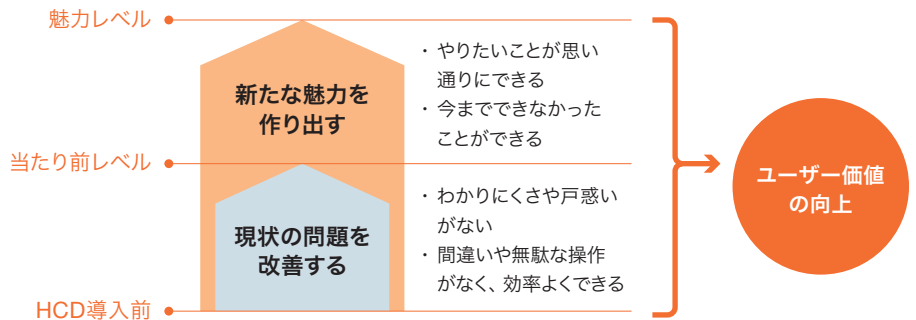 魅力レベル
新たな魅力を
作り出す
・ やりたいことが思い
通りにできる
・ 今までできなかった
ことができる
当たり前レベル
現状の問題を
改善する
・ わかりにくさや戸惑い
がない
・ 間違いや無駄な操作
がなく、効率よくできる
HCD導入前
ユーザー価値
の向上